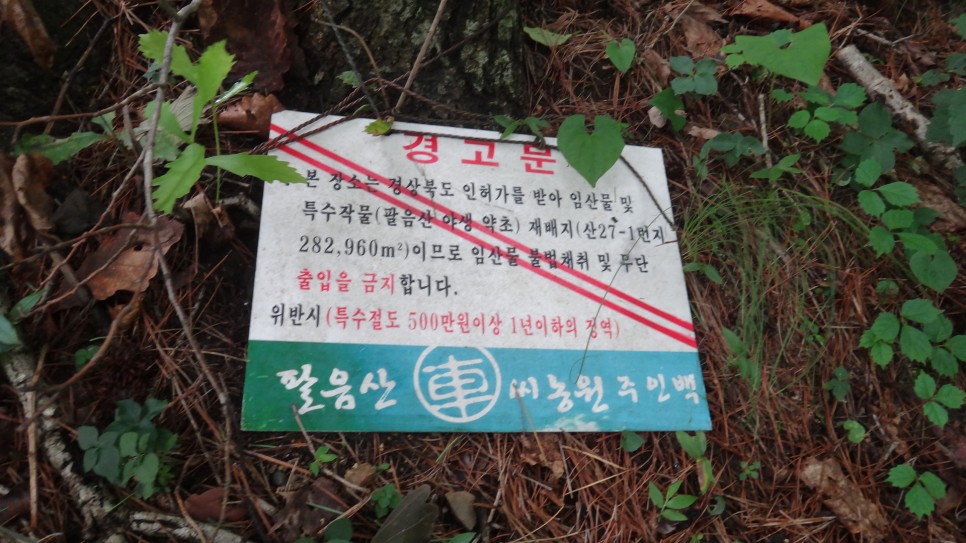 경고문
본 장소는 경상북도 인허가를 받아 임산물 및
특수작물(팔음산 야생 약초) 재배지(산27-1번지
282,960m²)이므로 임산물 불법채취 및 무단
출입을 금지합니다.
위반시(특수절도 500만원이상 1년이하의 징역)
팔음산 車 씨농원 주인백